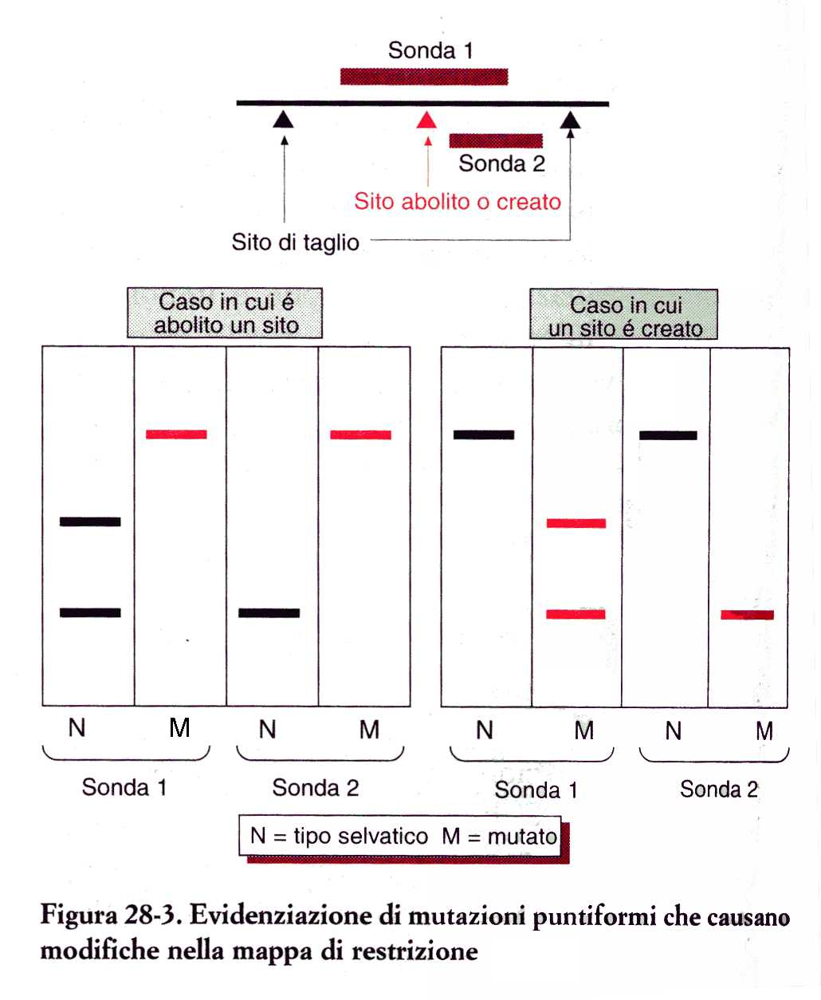 Sonda 1
Sonda 2
Sito abolito o creato
Sito di taglio
Caso in cui é
abolito un sito
Caso in cui
un sito é creato
N M N M
N M N M
Sonda 1 Sonda 2
Sonda 1 Sonda 2
N = tipo selvatico M = mutato
Figura 28-3. Evidenziazione di mutazioni puntiformi che causano
modifiche nella mappa di restrizione